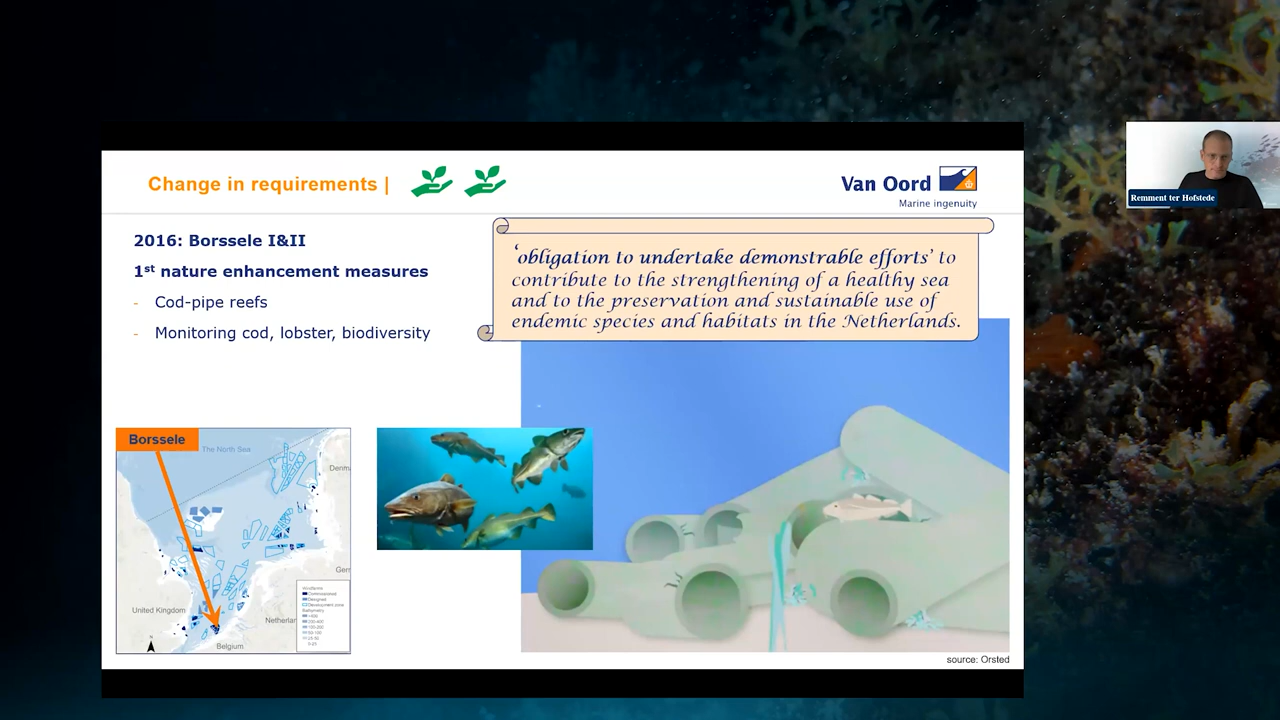 Change in requirements |
Van Oord
Marine ingenuity
2016: Borssele I&II
1st nature enhancement measures
- Cod-pipe reefs
- Monitoring cod, lobster, biodiversity
‘obligation to undertake demonstrable efforts’ to
contribute to the strengthening of a healthy sea
and to the preservation and sustainable use of
endemic species and habitats in the Netherlands.
Remment ter Hofstede
Borssele
The North Sea
Denm
Germ
United Kingdom
Netherlan
Belgium
N
source: Orsted